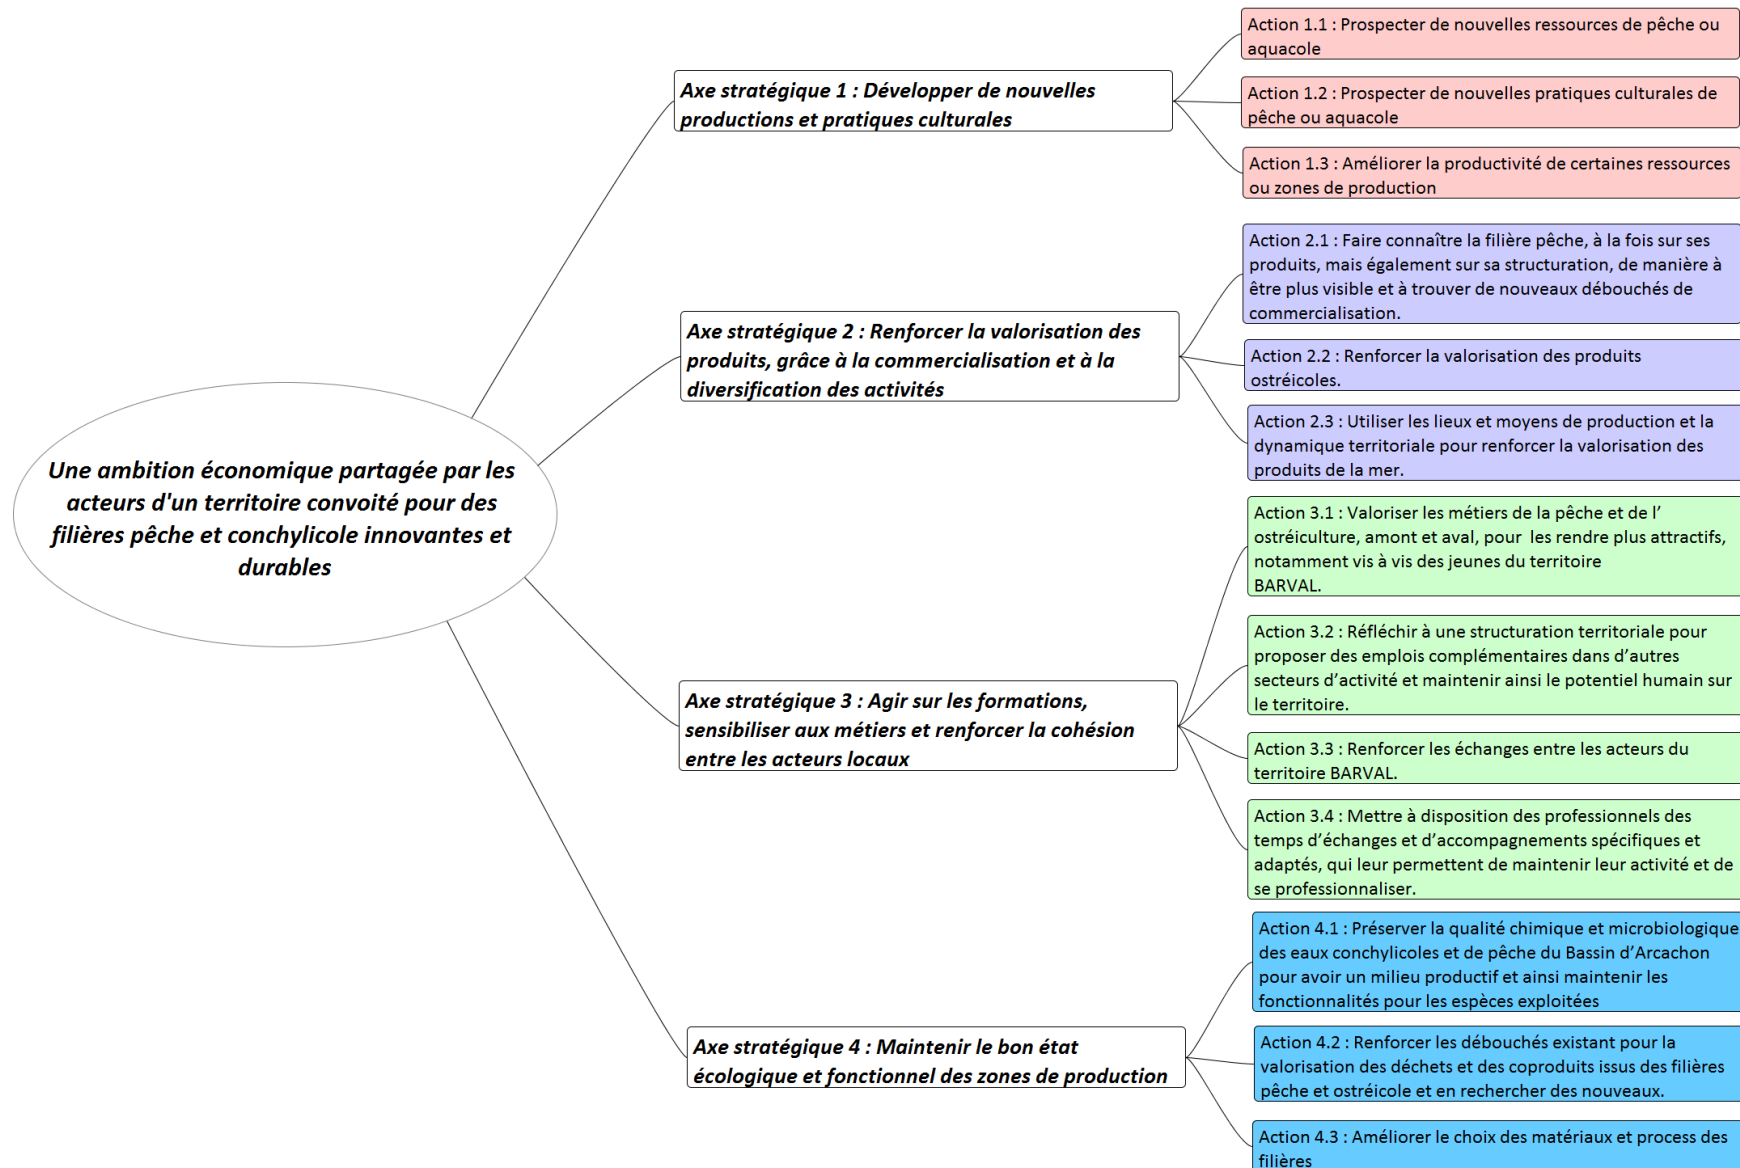 Une ambition économique partagée par les
acteurs d'un territoire convoité pour des
filières pêche et conchylicole innovantes et
durables
Axe stratégique 1 : Développer de nouvelles
productions et pratiques culturales
Action 1.1 : Prospecter de nouvelles ressources de pêche ou
aquacole
Action 1.2 : Prospecter de nouvelles pratiques culturales de
pêche ou aquacole
Action 1.3 : Améliorer la productivité de certaines ressources
ou zones de production
Axe stratégique 2 : Renforcer la valorisation des
produits, grâce à la commercialisation et à la
diversification des activités
Action 2.1 : Faire connaître la filière pêche, à la fois sur ses
produits, mais également sur sa structuration, de manière à
être plus visible et à trouver de nouveaux débouchés de
commercialisation.
Action 2.2 : Renforcer la valorisation des produits
ostréicoles.
Action 2.3 : Utiliser les lieux et moyens de production et la
dynamique territoriale pour renforcer la valorisation des
produits de la mer.
Axe stratégique 3 : Agir sur les formations,
sensibiliser aux métiers et renforcer la cohésion
entre les acteurs locaux
Action 3.1 : Valoriser les métiers de la pêche et de l’
ostréiculture, amont et aval, pour  les rendre plus attractifs,
notamment vis à vis des jeunes du territoire
BARVAL.
Action 3.2 : Réfléchir à une structuration territoriale pour
proposer des emplois complémentaires dans d’autres
secteurs d’activité et maintenir ainsi le potentiel humain sur
le territoire.
Action 3.3 : Renforcer les échanges entre les acteurs du
territoire BARVAL.
Action 3.4 : Mettre à disposition des professionnels des
temps d’échanges et d’accompagnements spécifiques et
adaptés, qui leur permettent de maintenir leur activité et de
se professionnaliser.
Axe stratégique 4 : Maintenir le bon état
écologique et fonctionnel des zones de production
Action 4.1 : Préserver la qualité chimique et microbiologique
des eaux conchylicoles et de pêche du Bassin d’Arcachon
pour avoir un milieu productif et ainsi maintenir les
fonctionnalités pour les espèces exploitées
Action 4.2 : Renforcer les débouchés existant pour la
valorisation des déchets et des coproduits issus des filières
pêche et ostréicole et en rechercher des nouveaux.
Action 4.3 : Améliorer le choix des matériaux et process des
filières